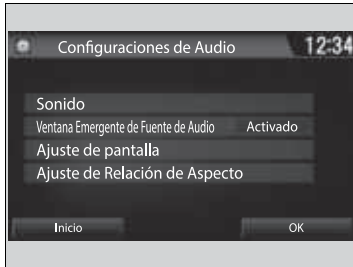 Configuraciones de Audio 12:34
Sonido
Ventana Emergente de Fuente de Audio Activado
Ajuste de pantalla
Ajuste de Relación de Aspecto
Inicio OK